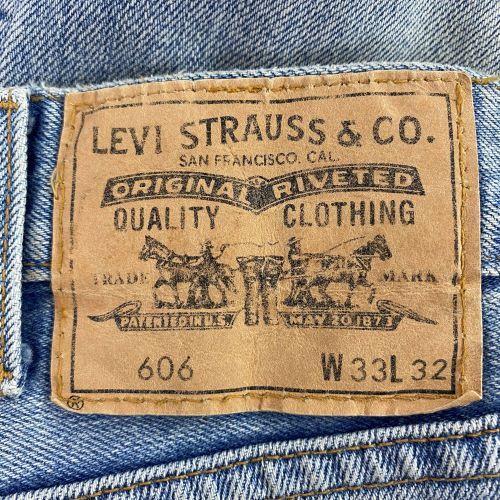 LEVI STRAUSS & CO.
SAN FRANCISCO, CAL.
ORIGINAL RIVETED
QUALITY CLOTHING
TRADE MARK
PATENTED IN U.S. MAY 20 1873
606 W33L32
®